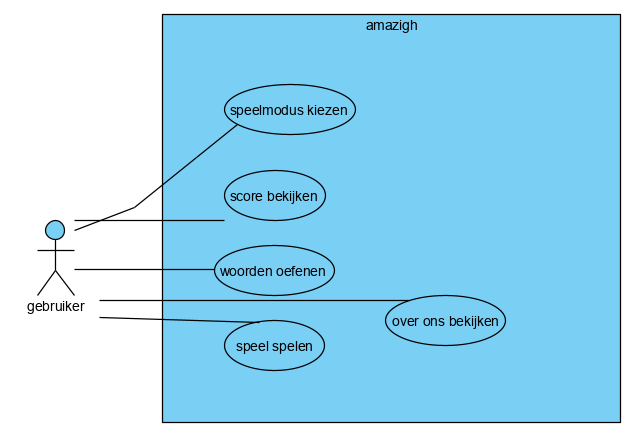 amazigh
speelmodus kiezen
score bekijken
woorden oefenen
gebruiker
over ons bekijken
speel spelen